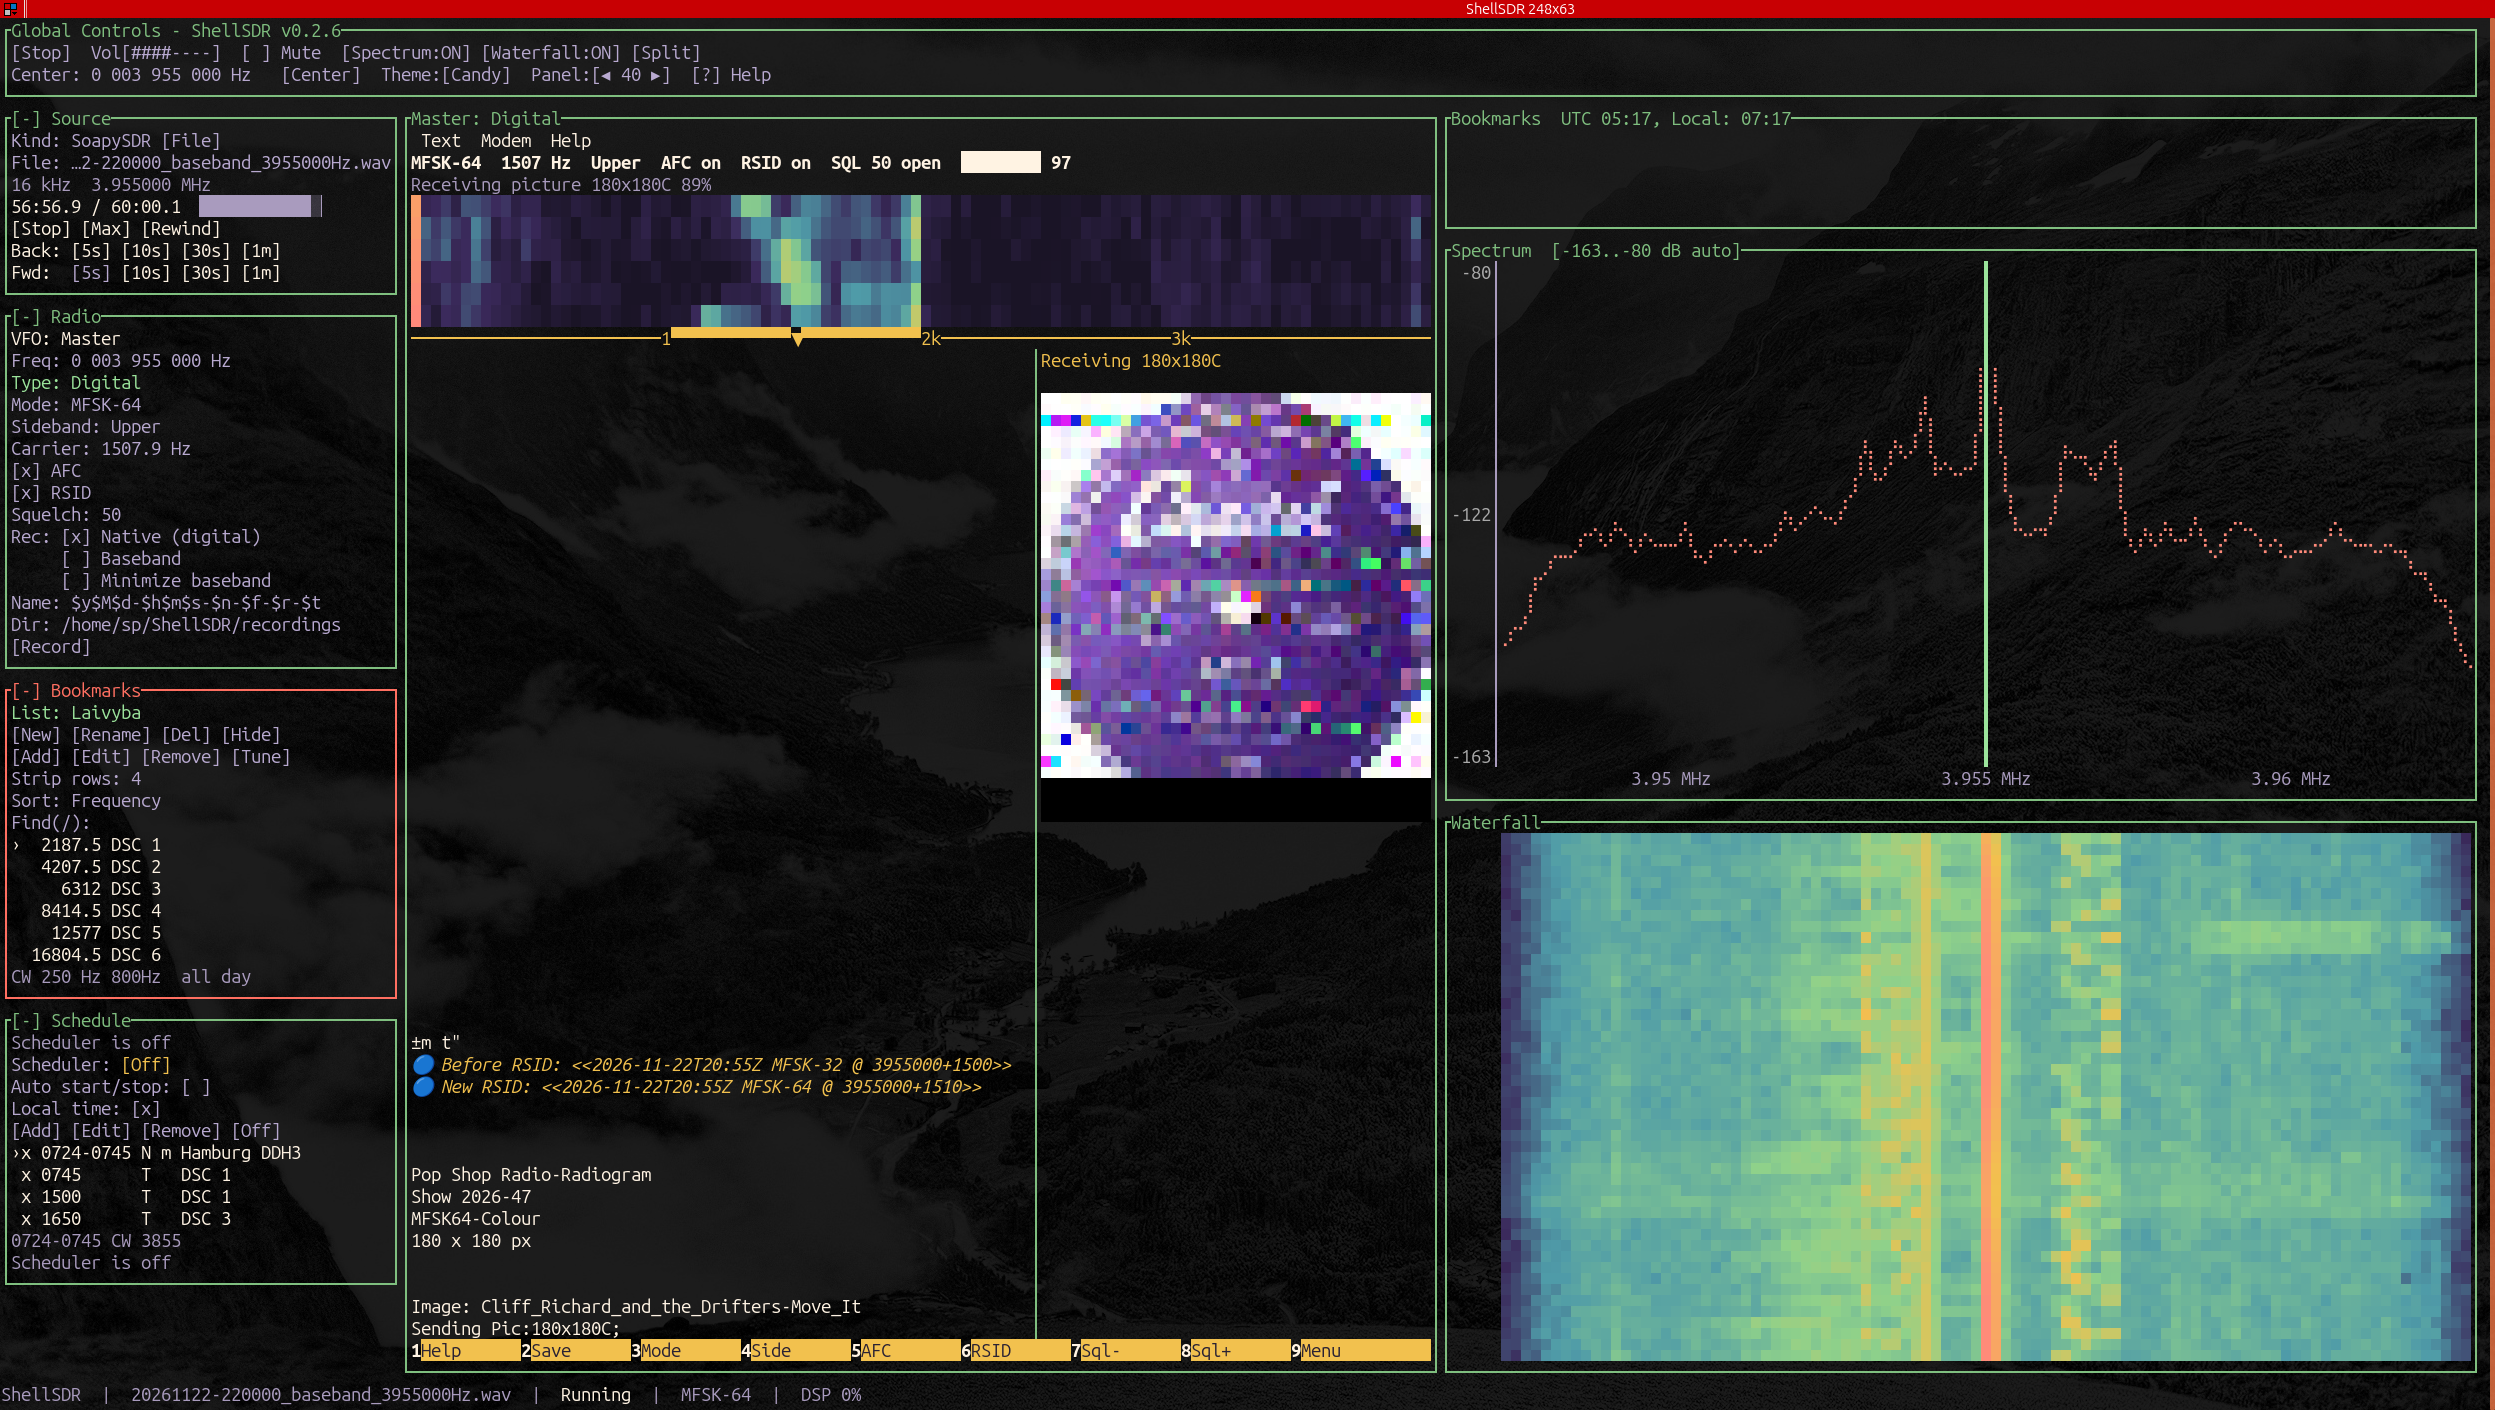 ShellSDR 248x63
Global Controls - ShellSDR v0.2.6
[Stop]  Vol[####----]  [ ] Mute  [Spectrum:ON] [Waterfall:ON] [Split]
Center: 0 003 955 000 Hz   [Center]  Theme:[Candy]  Panel:[◂ 40 ▸]  [?] Help
[-] Source
Kind: SoapySDR [File]
File: …2-220000_baseband_3955000Hz.wav
16 kHz  3.955000 MHz
56:56.9 / 60:00.1
[Stop] [Max] [Rewind]
Back: [5s] [10s] [30s] [1m]
Fwd:  [5s] [10s] [30s] [1m]
[-] Radio
VFO: Master
Freq: 0 003 955 000 Hz
Type: Digital
Mode: MFSK-64
Sideband: Upper
Carrier: 1507.9 Hz
[x] AFC
[x] RSID
Squelch: 50
Rec: [x] Native (digital)
[ ] Baseband
[ ] Minimize baseband
Name: $y$M$d-$h$m$s-$n-$f-$r-$t
Dir: /home/sp/ShellSDR/recordings
[Record]
[-] Bookmarks
List: Laivyba
[New] [Rename] [Del] [Hide]
[Add] [Edit] [Remove] [Tune]
Strip rows: 4
Sort: Frequency
Find(/):
›  2187.5 DSC 1
4207.5 DSC 2
6312 DSC 3
8414.5 DSC 4
12577 DSC 5
16804.5 DSC 6
CW 250 Hz 800Hz  all day
[-] Schedule
Scheduler is off
Scheduler: [Off]
Auto start/stop: [ ]
Local time: [x]
[Add] [Edit] [Remove] [Off]
›x 0724-0745 N m Hamburg DDH3
x 0745      T   DSC 1
x 1500      T   DSC 1
x 1650      T   DSC 3
0724-0745 CW 3855
Scheduler is off
Master: Digital
Text  Modem  Help
MFSK-64  1507 Hz  Upper  AFC on  RSID on  SQL 50 open  97
Receiving picture 180x180C 89%
1 2k 3k
Receiving 180x180C
±m t"
Before RSID: <<2026-11-22T20:55Z MFSK-32 @ 3955000+1500>>
New RSID: <<2026-11-22T20:55Z MFSK-64 @ 3955000+1510>>
Pop Shop Radio-Radiogram
Show 2026-47
MFSK64-Colour
180 x 180 px
Image: Cliff_Richard_and_the_Drifters-Move_It
Sending Pic:180x180C;
1Help 2Save 3Mode 4Side 5AFC 6RSID 7Sql- 8Sql+ 9Menu
Bookmarks  UTC 05:17, Local: 07:17
Spectrum  [-163..-80 dB auto]
-80
-122
-163
3.95 MHz 3.955 MHz 3.96 MHz
Waterfall
ShellSDR  |  20261122-220000_baseband_3955000Hz.wav  |  Running  |  MFSK-64  |  DSP 0%